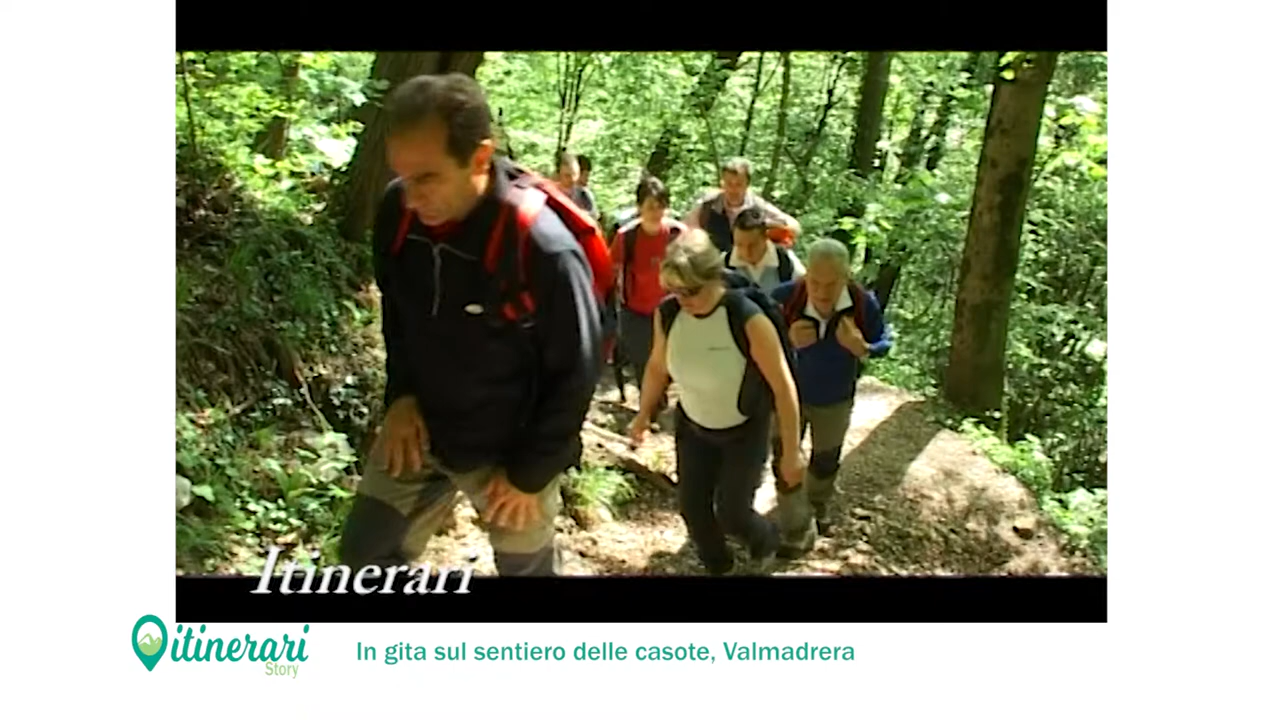 Itinerari
itinerari
Story
In gita sul sentiero delle casote, Valmadrera